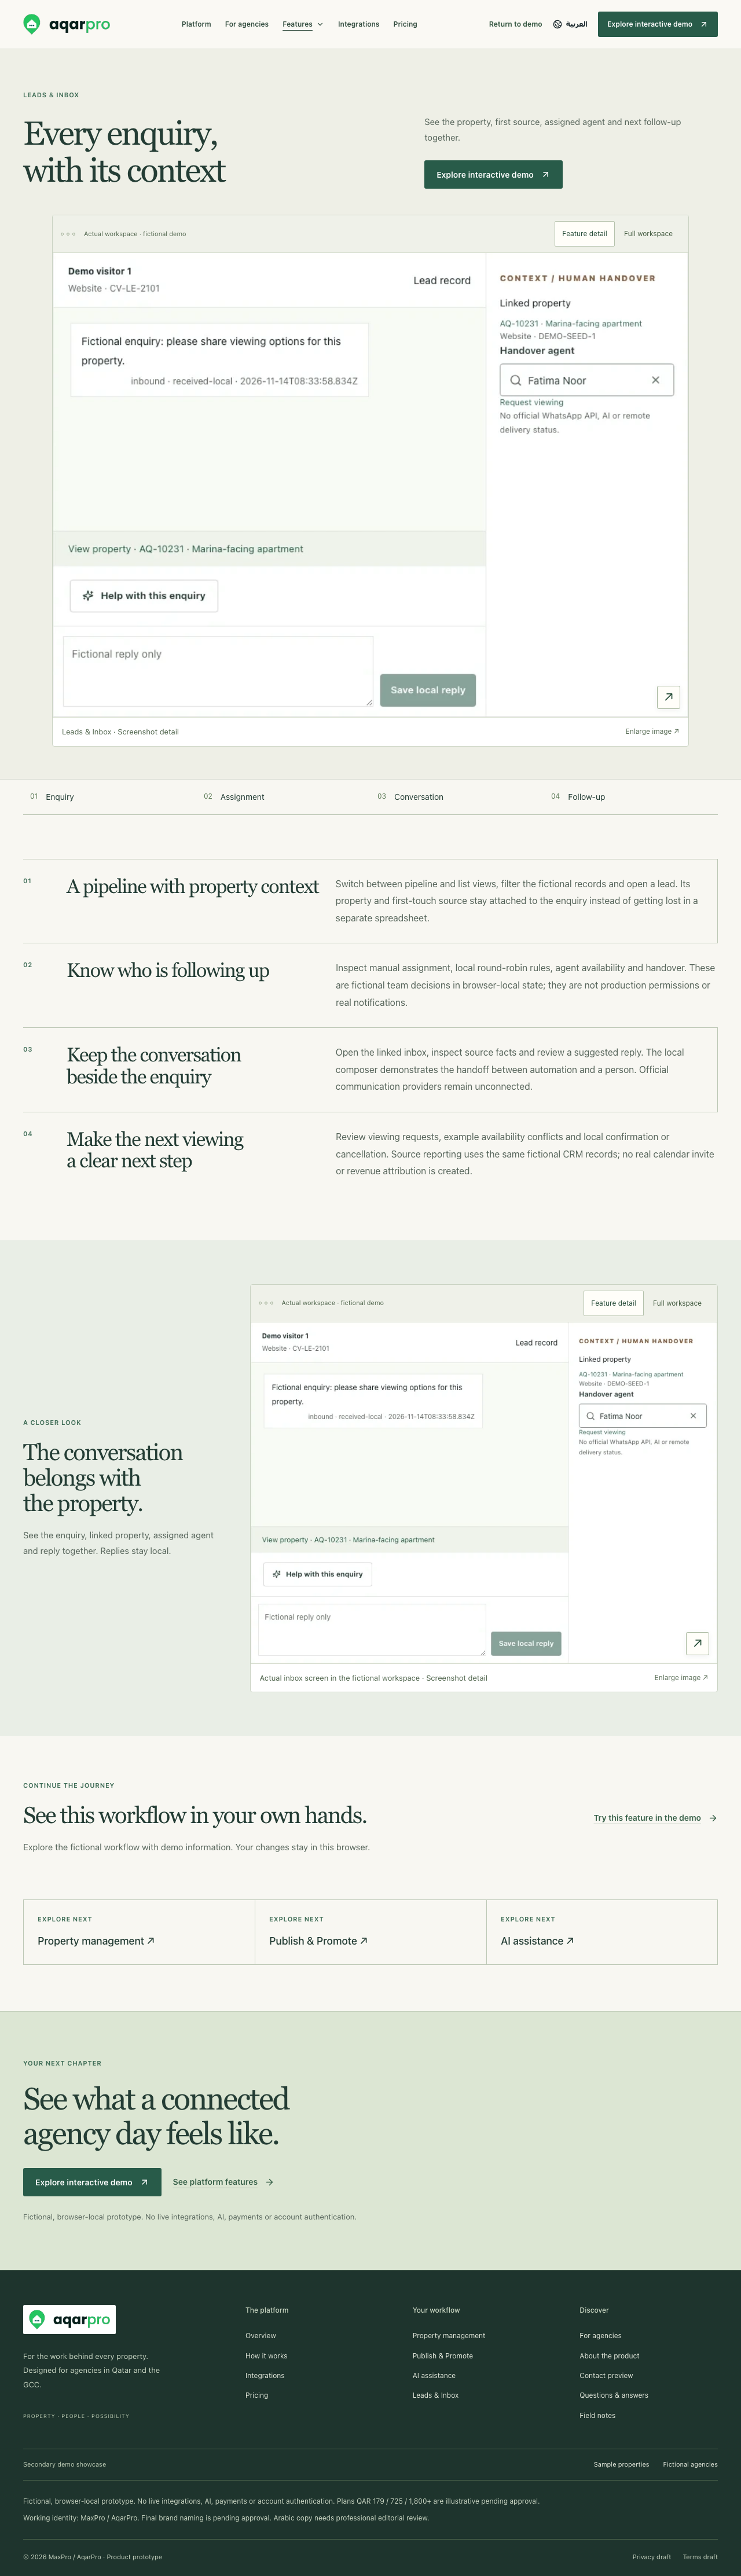 aqarpro
Platform
For agencies
Features
Integrations
Pricing
Return to demo
العربية
Explore interactive demo
LEADS & INBOX
Every enquiry,
with its context
See the property, first source, assigned agent and next follow-up
together.
Explore interactive demo
Actual workspace · fictional demo
Feature detail
Full workspace
Demo visitor 1
Website · CV-LE-2101
Lead record
Fictional enquiry: please share viewing options for this
property.
inbound · received-local · 2026-11-14T08:33:58.834Z
View property · AQ-10231 · Marina-facing apartment
Help with this enquiry
Fictional reply only
Save local reply
CONTEXT / HUMAN HANDOVER
Linked property
AQ-10231 · Marina-facing apartment
Website · DEMO-SEED-1
Handover agent
Fatima Noor
Request viewing
No official WhatsApp API, AI or remote
delivery status.
Leads & Inbox · Screenshot detail
Enlarge image ↗
01 Enquiry
02 Assignment
03 Conversation
04 Follow-up
01
A pipeline with property context
Switch between pipeline and list views, filter the fictional records and open a lead. Its
property and first-touch source stay attached to the enquiry instead of getting lost in a
separate spreadsheet.
02
Know who is following up
Inspect manual assignment, local round-robin rules, agent availability and handover. These
are fictional team decisions in browser-local state; they are not production permissions or
real notifications.
03
Keep the conversation
beside the enquiry
Open the linked inbox, inspect source facts and review a suggested reply. The local
composer demonstrates the handoff between automation and a person. Official
communication providers remain unconnected.
04
Make the next viewing
a clear next step
Review viewing requests, example availability conflicts and local confirmation or
cancellation. Source reporting uses the same fictional CRM records; no real calendar invite
or revenue attribution is created.
A CLOSER LOOK
The conversation
belongs with
the property.
See the enquiry, linked property, assigned agent
and reply together. Replies stay local.
Actual workspace · fictional demo
Feature detail
Full workspace
Demo visitor 1
Website · CV-LE-2101
Lead record
Fictional enquiry: please share viewing options for this
property.
inbound · received-local · 2026-11-14T08:33:58.834Z
View property · AQ-10231 · Marina-facing apartment
Help with this enquiry
Fictional reply only
Save local reply
CONTEXT / HUMAN HANDOVER
Linked property
AQ-10231 · Marina-facing apartment
Website · DEMO-SEED-1
Handover agent
Fatima Noor
Request viewing
No official WhatsApp API, AI or remote
delivery status.
Actual inbox screen in the fictional workspace · Screenshot detail
Enlarge image ↗
CONTINUE THE JOURNEY
See this workflow in your own hands.
Explore the fictional workflow with demo information. Your changes stay in this browser.
Try this feature in the demo →
EXPLORE NEXT
Property management ↗
EXPLORE NEXT
Publish & Promote ↗
EXPLORE NEXT
AI assistance ↗
YOUR NEXT CHAPTER
See what a connected
agency day feels like.
Explore interactive demo
See platform features →
Fictional, browser-local prototype. No live integrations, AI, payments or account authentication.
aqarpro
For the work behind every property.
Designed for agencies in Qatar and the
GCC.
PROPERTY · PEOPLE · POSSIBILITY
The platform
Overview
How it works
Integrations
Pricing
Your workflow
Property management
Publish & Promote
AI assistance
Leads & Inbox
Discover
For agencies
About the product
Contact preview
Questions & answers
Field notes
Secondary demo showcase
Sample properties
Fictional agencies
Fictional, browser-local prototype. No live integrations, AI, payments or account authentication. Plans QAR 179 / 725 / 1,800+ are illustrative pending approval.
Working identity: MaxPro / AqarPro. Final brand naming is pending approval. Arabic copy needs professional editorial review.
© 2026 MaxPro / AqarPro · Product prototype
Privacy draft
Terms draft